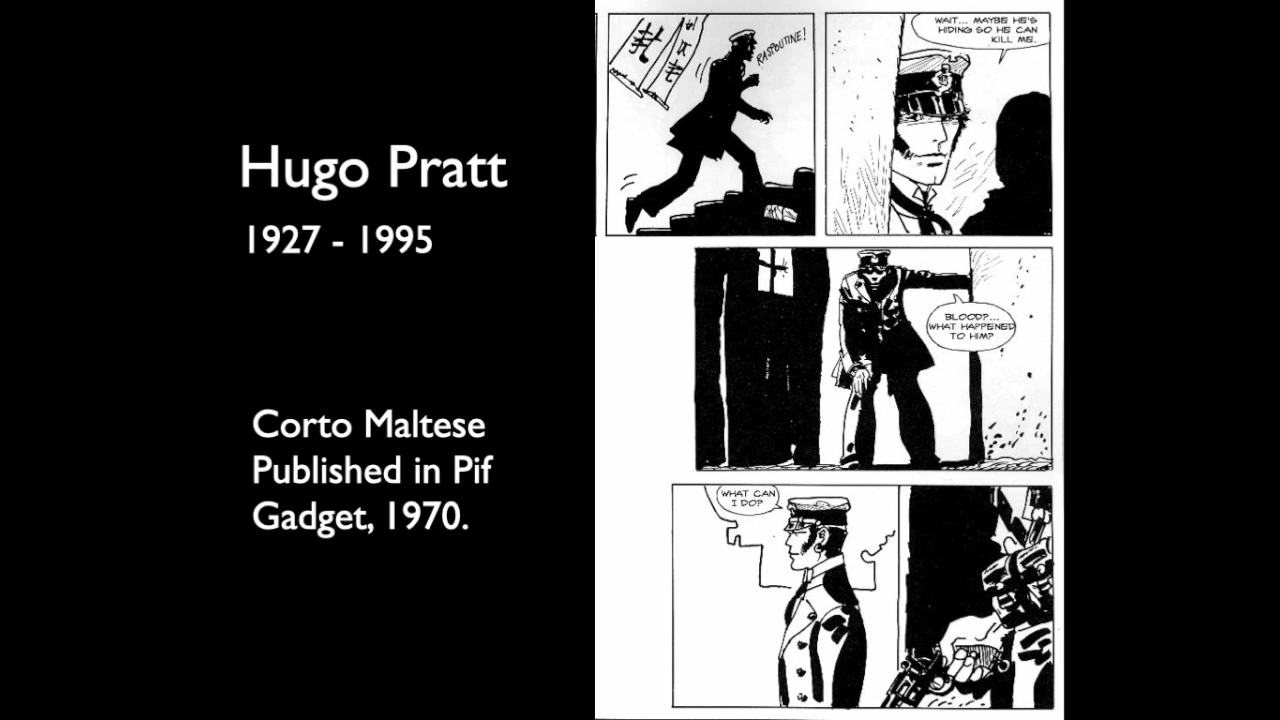 Hugo Pratt
1927 - 1995
Corto Maltese
Published in Pif
Gadget, 1970.
RASPOUTINE!
WAIT... MAYBE HE'S
HIDING SO HE CAN
KILL ME.
BLOOD?...
WHAT HAPPENED
TO HIM?
WHAT CAN
I DO?